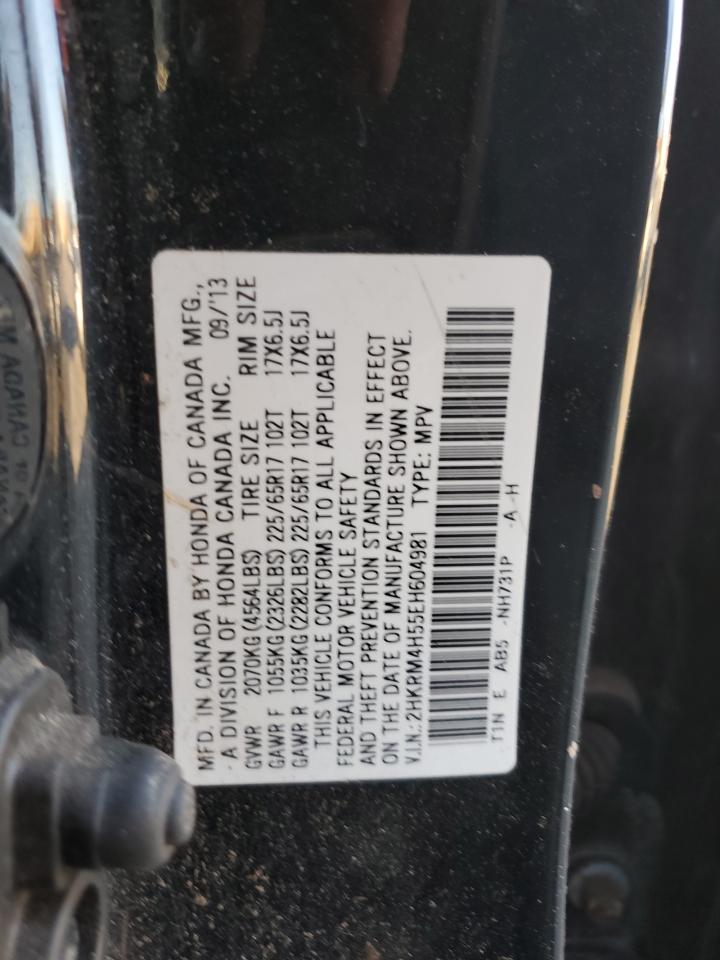 MFD. IN CANADA BY HONDA OF CANADA MFG.,
A DIVISION OF HONDA CANADA INC. 09/'13
GVWR 2070KG (4564LBS) TIRE SIZE RIM SIZE
GAWR F 1055KG (2326LBS) 225/65R17 102T 17X6.5J
GAWR R 1035KG (2282LBS) 225/65R17 102T 17X6.5J
THIS VEHICLE CONFORMS TO ALL APPLICABLE
FEDERAL MOTOR VEHICLE SAFETY
AND THEFT PREVENTION STANDARDS IN EFFECT
ON THE DATE OF MANUFACTURE SHOWN ABOVE.
V.I.N.: 2HKRM4H55EH604981 TYPE: MPV
T1N E AB5 -NH731P -A -H
CANADA